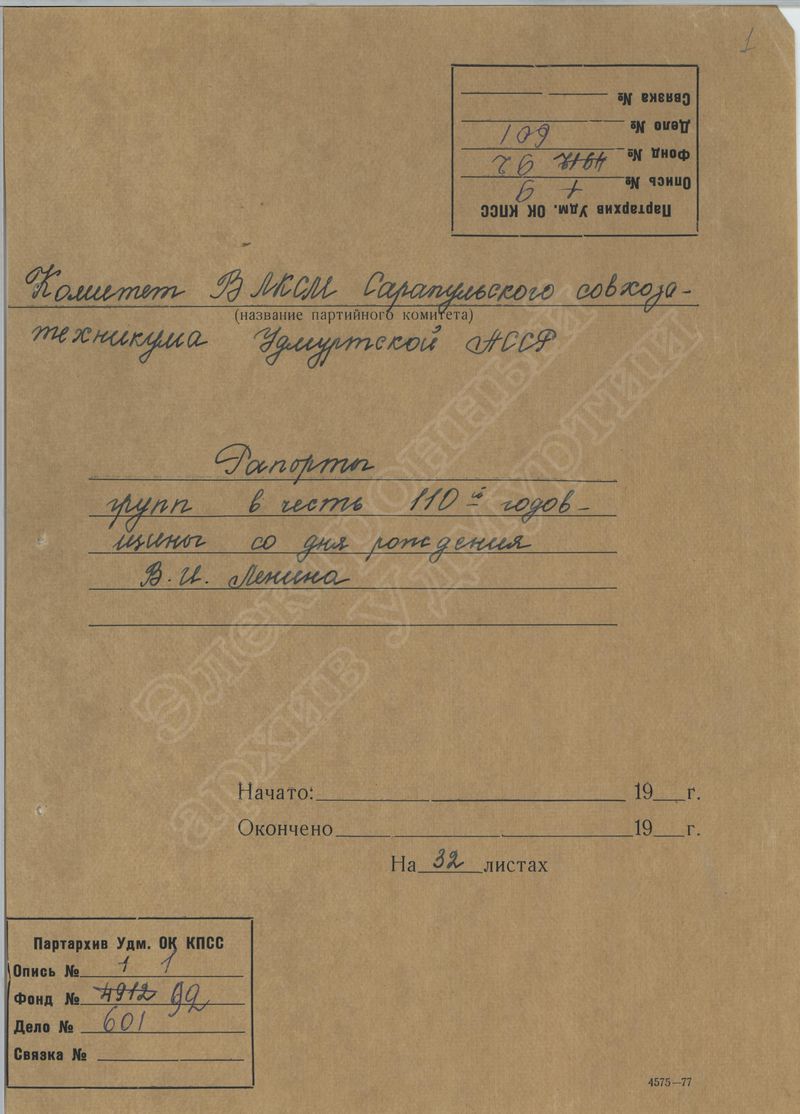 1
Партархив Удм. ОК КПСС
Опись № 1
Фонд № 4912 92
Дело № 601
Связка №
Комитет ВЛКСМ Сарапульского совхоза-
(название партийного комитета)
техникума Удмуртской АССР
Рапорты
групп в честь 110-й годов-
щины со дня рождения
В. И. Ленина
Начато: 19 г.
Окончено 19 г.
На 32 листах
Партархив Удм. ОК КПСС
Опись № 1 1
Фонд № 4912 92
Дело № 601
Связка №
4575—77
Электронный
архив Удмуртии